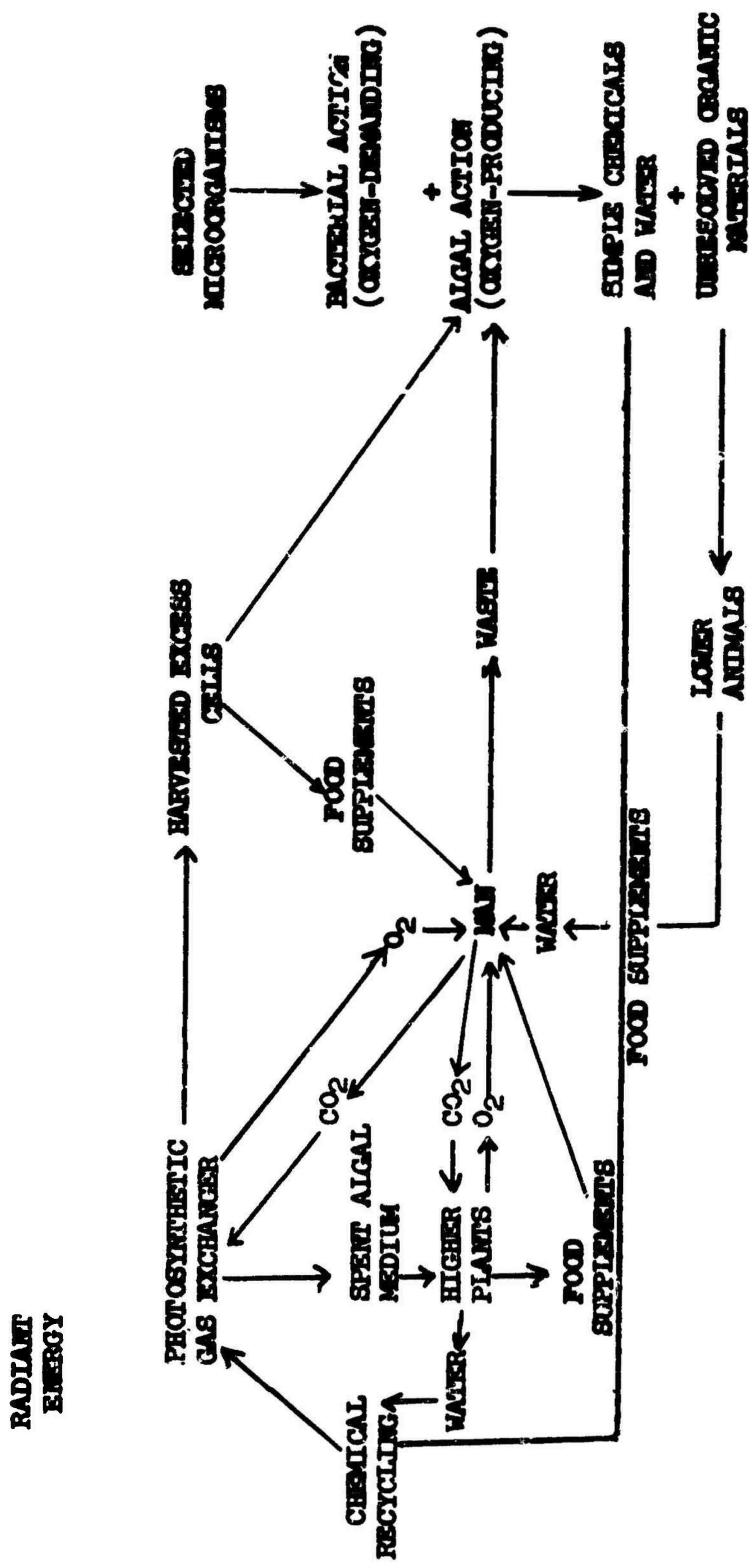 RADIANT
ENERGY
PHOTOSYNTHETIC
GAS EXCHANGER
HARVESTED EXCESS
CELLS
SELECTED
MICROORGANISMS
CHEMICAL
RECYCLING
SPENT ALGAL
MEDIUM
CO2
O2
FOOD
SUPPLEMENTS
BACTERIAL ACTION
(OXYGEN-DEMANDING)
+
WATER
HIGHER
PLANTS
CO2
O2
MAN
WASTE
ALGAL ACTION
(OXYGEN-PRODUCING)
FOOD
SUPPLEMENTS
WATER
SIMPLE CHEMICALS
AND WATER
+
FOOD SUPPLEMENTS
LOWER
ANIMALS
UNRESOLVED ORGANIC
MATERIALS